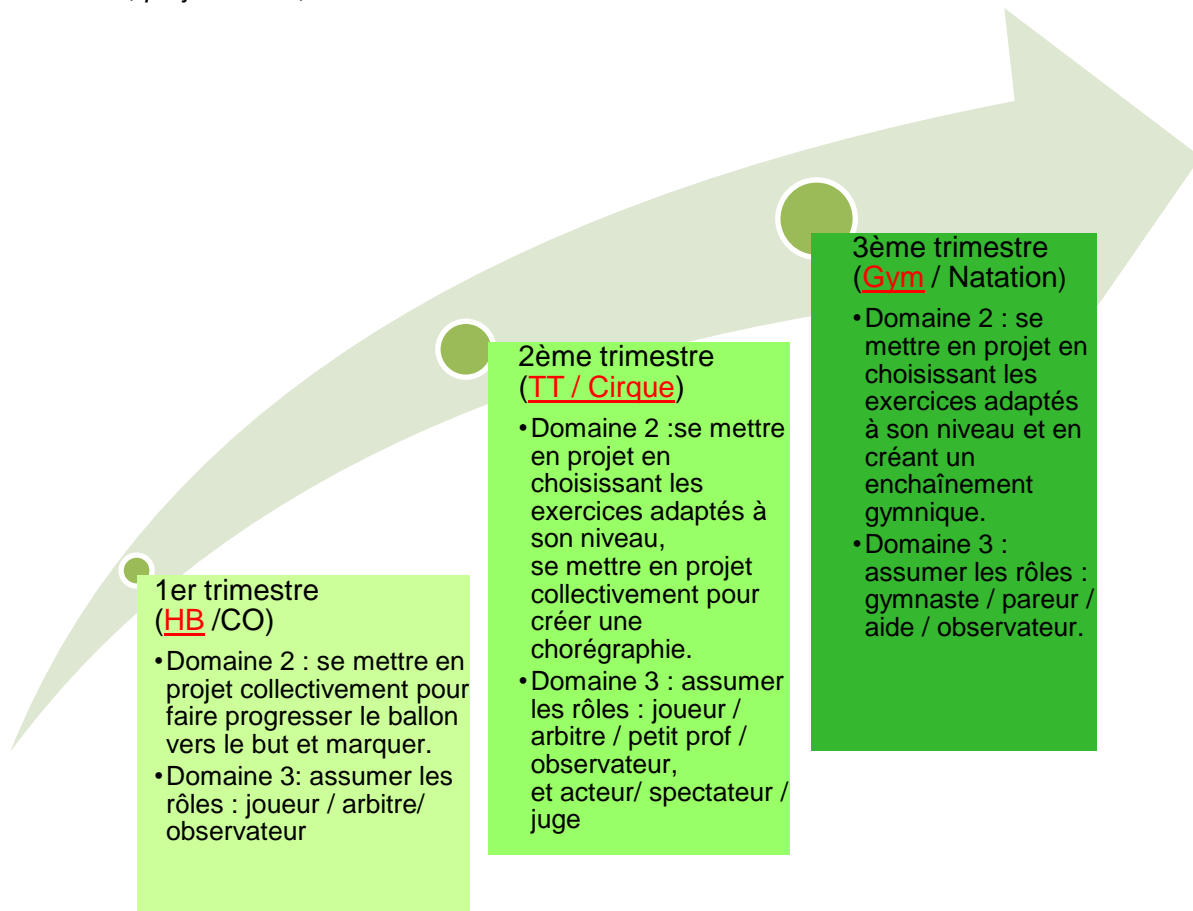 1er trimestre
(HB /CO)
•Domaine 2 : se mettre en
projet collectivement pour
faire progresser le ballon
vers le but et marquer.
•Domaine 3: assumer les
rôles : joueur / arbitre/
observateur
2ème trimestre
(TT / Cirque)
•Domaine 2 :se mettre
en projet en
choisissant les
exercices adaptés à
son niveau,
se mettre en projet
collectivement pour
créer une
chorégraphie.
•Domaine 3 : assumer
les rôles : joueur /
arbitre / petit prof /
observateur,
et acteur/ spectateur /
juge
3ème trimestre
(Gym / Natation)
•Domaine 2 : se
mettre en projet en
choisissant les
exercices adaptés
à son niveau et en
créant un
enchaînement
gymnique.
•Domaine 3 :
assumer les rôles :
gymnaste / pareur /
aide / observateur.